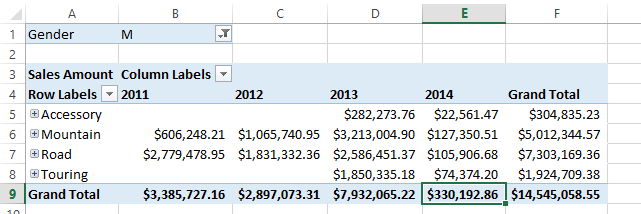 A B C D E F
1 Gender M
2
3 Sales Amount Column Labels
4 Row Labels 2011 2012 2013 2014 Grand Total
5 Accessory $282,273.76 $22,561.47 $304,835.23
6 Mountain $606,248.21 $1,065,740.95 $3,213,004.90 $127,350.51 $5,012,344.57
7 Road $2,779,478.95 $1,831,332.36 $2,586,451.37 $105,906.68 $7,303,169.36
8 Touring $1,850,335.18 $74,374.20 $1,924,709.38
9 Grand Total $3,385,727.16 $2,897,073.31 $7,932,065.22 $330,192.86 $14,545,058.55
10